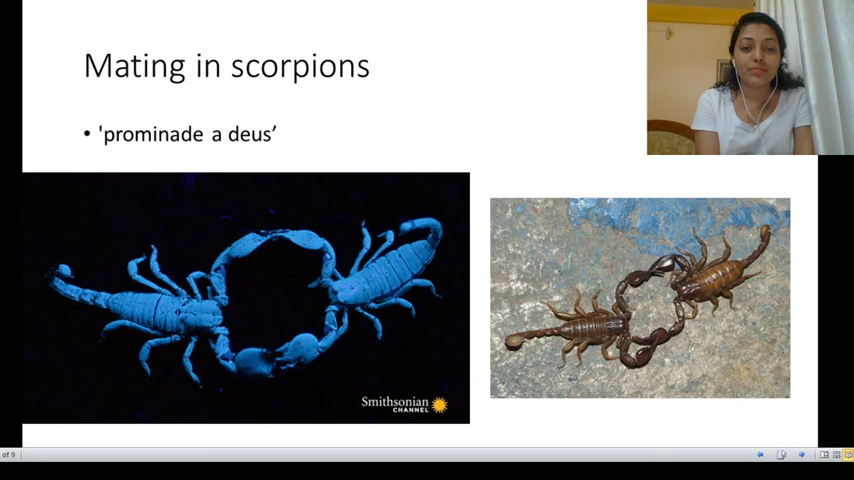 Mating in scorpions
• 'prominade a deus’
Smithsonian
CHANNEL
of 9